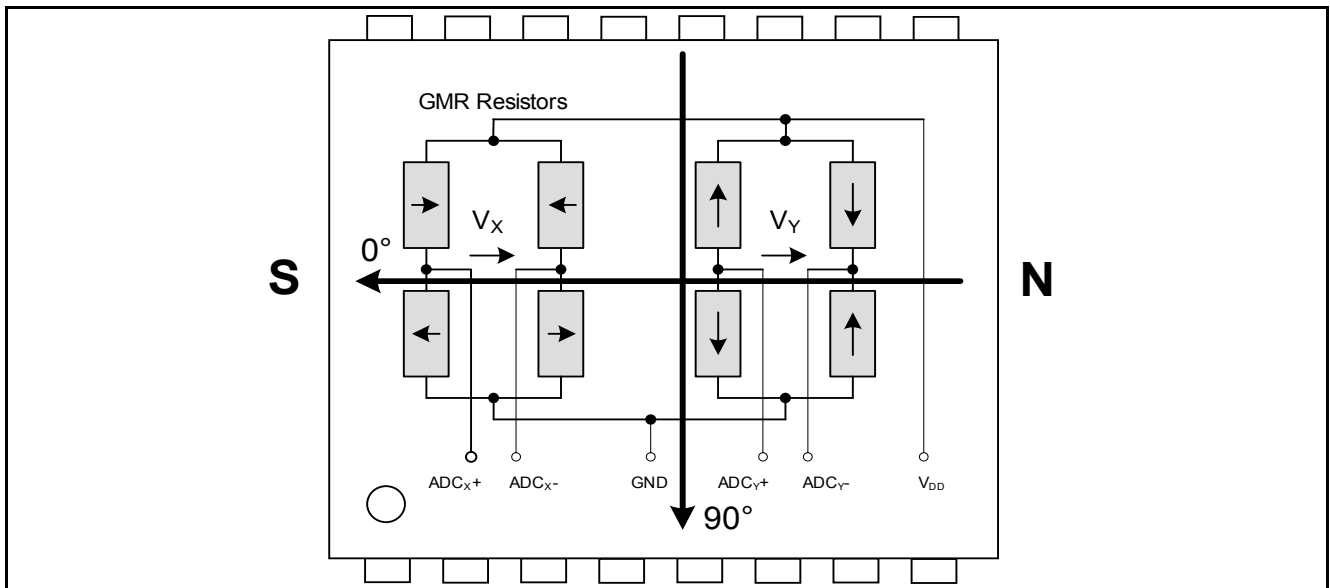 GMR Resistors
V_X
V_Y
0°
S
N
ADC_X+
ADC_X-
GND
ADC_Y+
ADC_Y-
V_DD
90°